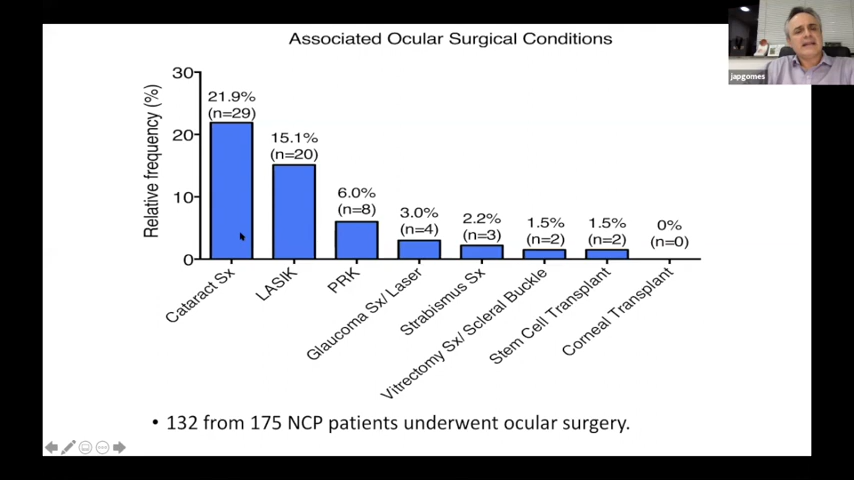 Associated Ocular Surgical Conditions
japgomes
Relative frequency (%)
30
20
10
0
21.9%
(n=29)
15.1%
(n=20)
6.0%
(n=8)
3.0%
(n=4)
2.2%
(n=3)
1.5%
(n=2)
1.5%
(n=2)
0%
(n=0)
Cataract Sx
LASIK
PRK
Glaucoma Sx/ Laser
Strabismus Sx
Vitrectomy Sx/ Scleral Buckle
Stem Cell Transplant
Corneal Transplant
• 132 from 175 NCP patients underwent ocular surgery.